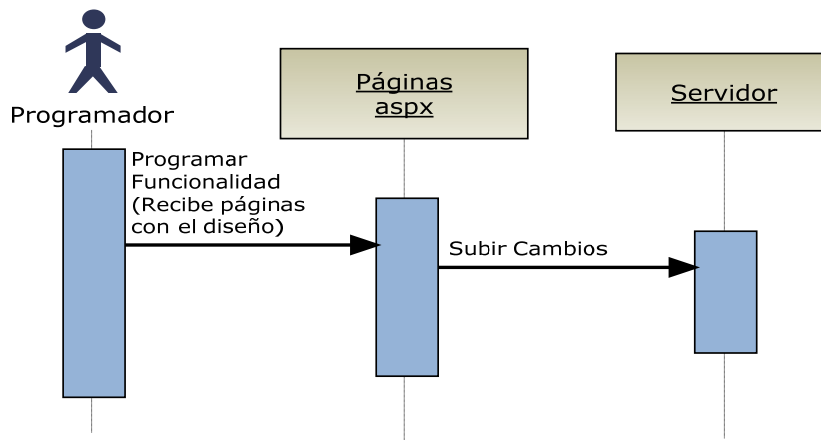 Programador
Páginas
aspx
Servidor
Programar
Funcionalidad
(Recibe páginas
con el diseño)
Subir Cambios